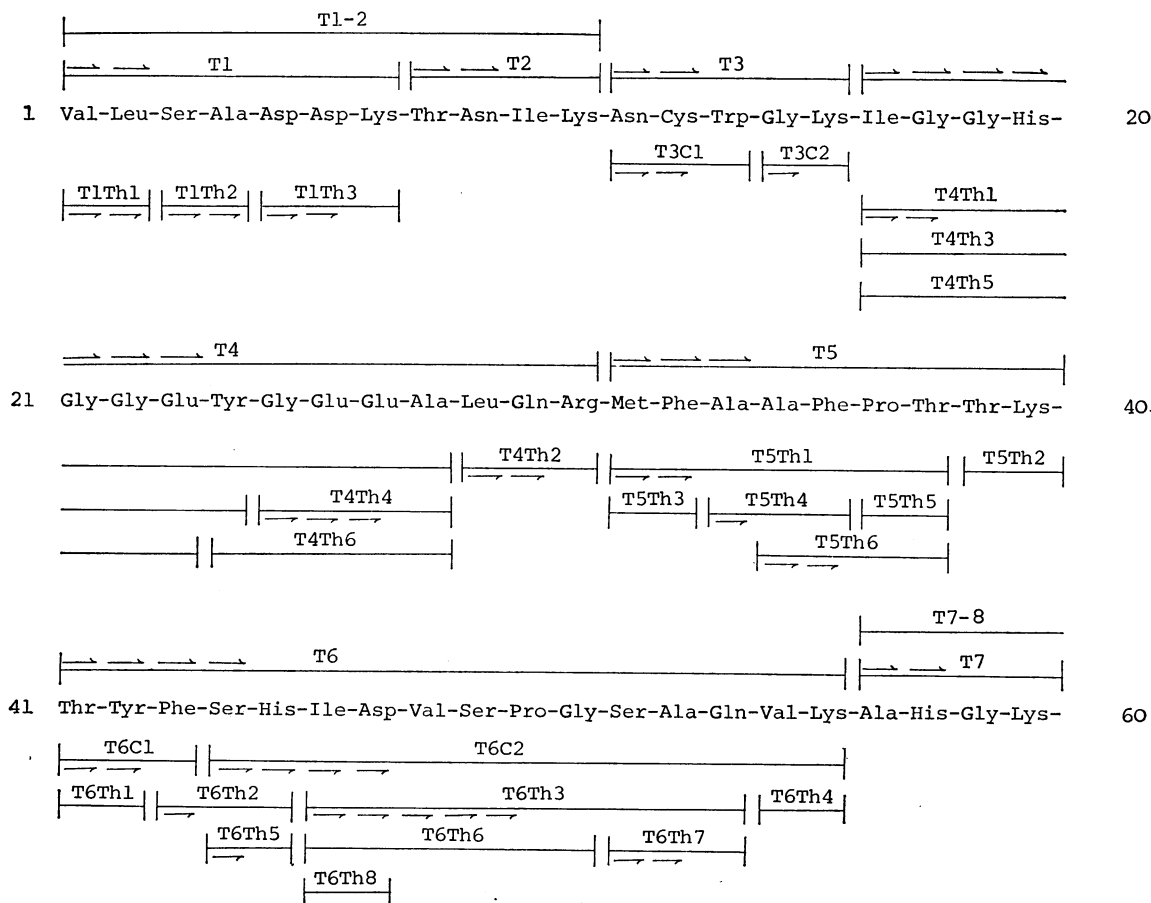 T1-2
T1 T2 T3
1 Val-Leu-Ser-Ala-Asp-Asp-Lys-Thr-Asn-Ile-Lys-Asn-Cys-Trp-Gly-Lys-Ile-Gly-Gly-His- 20
T3C1 T3C2
T1Th1 T1Th2 T1Th3 T4Th1
T4Th3
T4Th5
T4 T5
21 Gly-Gly-Glu-Tyr-Gly-Glu-Glu-Ala-Leu-Gln-Arg-Met-Phe-Ala-Ala-Phe-Pro-Thr-Thr-Lys- 40
T4Th2 T5Th1 T5Th2
T4Th4 T5Th3 T5Th4 T5Th5
T4Th6 T5Th6
T7-8
T6 T7
41 Thr-Tyr-Phe-Ser-His-Ile-Asp-Val-Ser-Pro-Gly-Ser-Ala-Gln-Val-Lys-Ala-His-Gly-Lys- 60
T6C1 T6C2
T6Th1 T6Th2 T6Th3 T6Th4
T6Th5 T6Th6 T6Th7
T6Th8